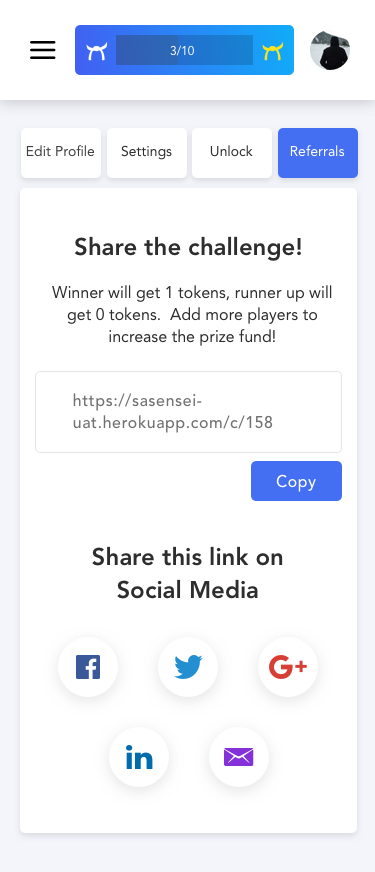 3/10
Edit Profile
Settings
Unlock
Referrals
Share the challenge!
Winner will get 1 tokens, runner up will
get 0 tokens.  Add more players to
increase the prize fund!
https://sasensei-
uat.herokuapp.com/c/158
Copy
Share this link on
Social Media
f
G+
in